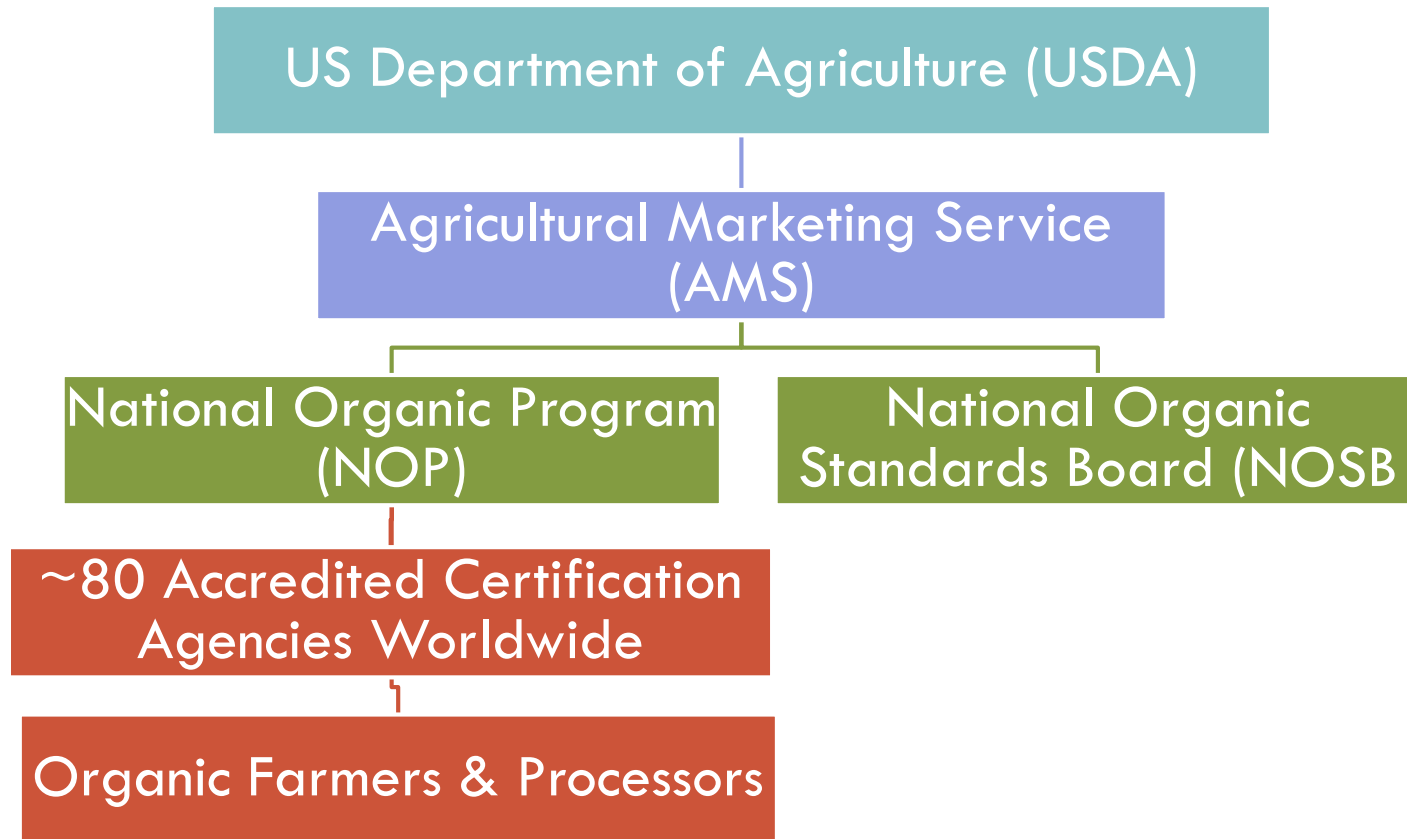 US Department of Agriculture (USDA)
Agricultural Marketing Service
(AMS)
National Organic Program
(NOP)
National Organic
Standards Board (NOSB
~80 Accredited Certification
Agencies Worldwide
Organic Farmers & Processors